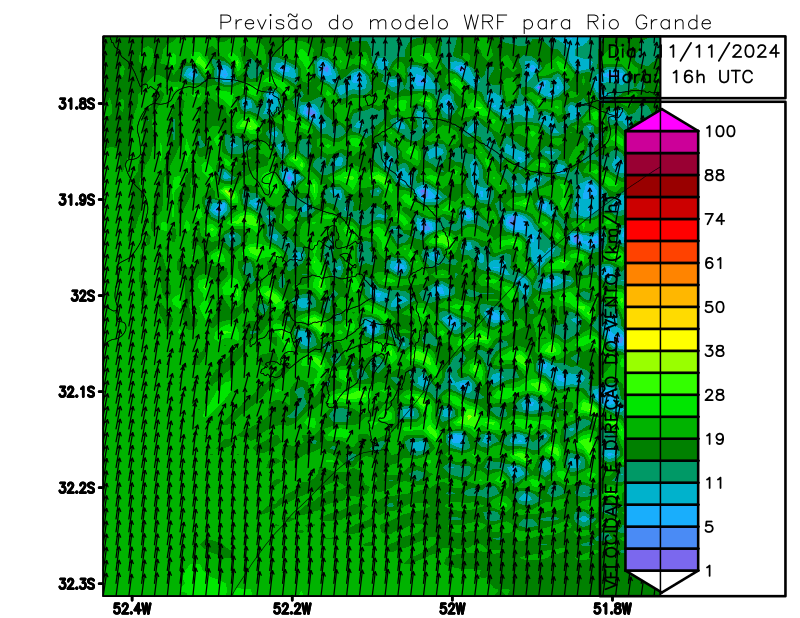 Previsão do modelo WRF para Rio Grande
Dia: 11/11/2024
Hora: 16h UTC
31.8S
31.9S
32S
32.1S
32.2S
32.3S
52.4W
52.2W
52W
51.8W
VELOCIDADE E DIREÇÃO DO VENTO (km/h)
100
88
74
61
50
38
28
19
11
5
1